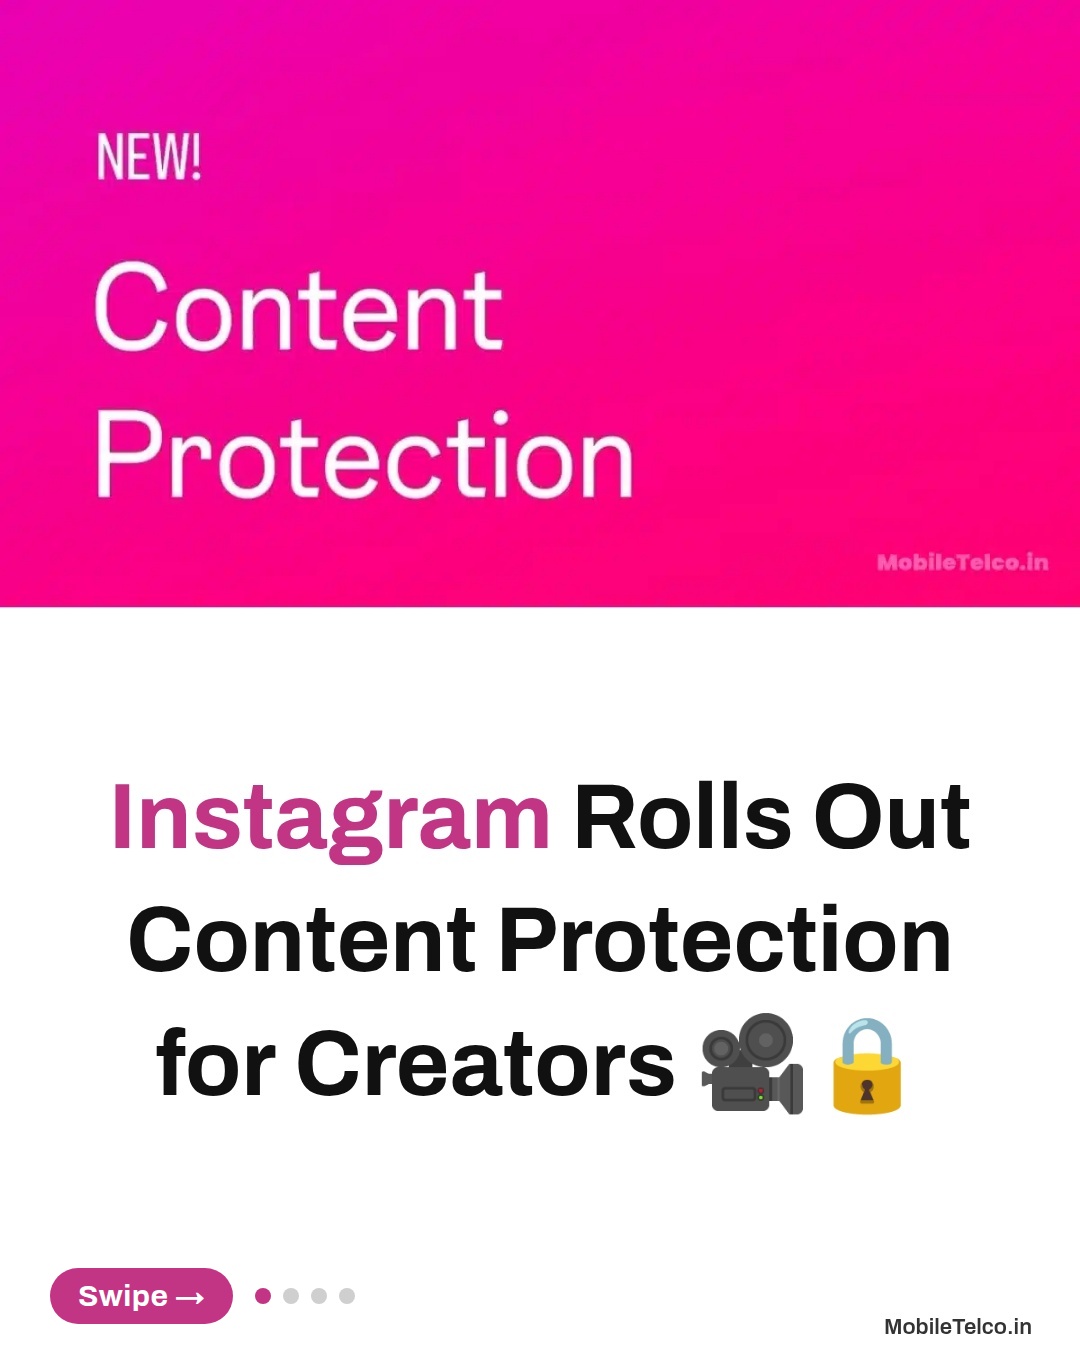 NEW!
Content
Protection
MobileTelco.in
Instagram Rolls Out
Content Protection
for Creators 🎥 🔒
Swipe →
MobileTelco.in